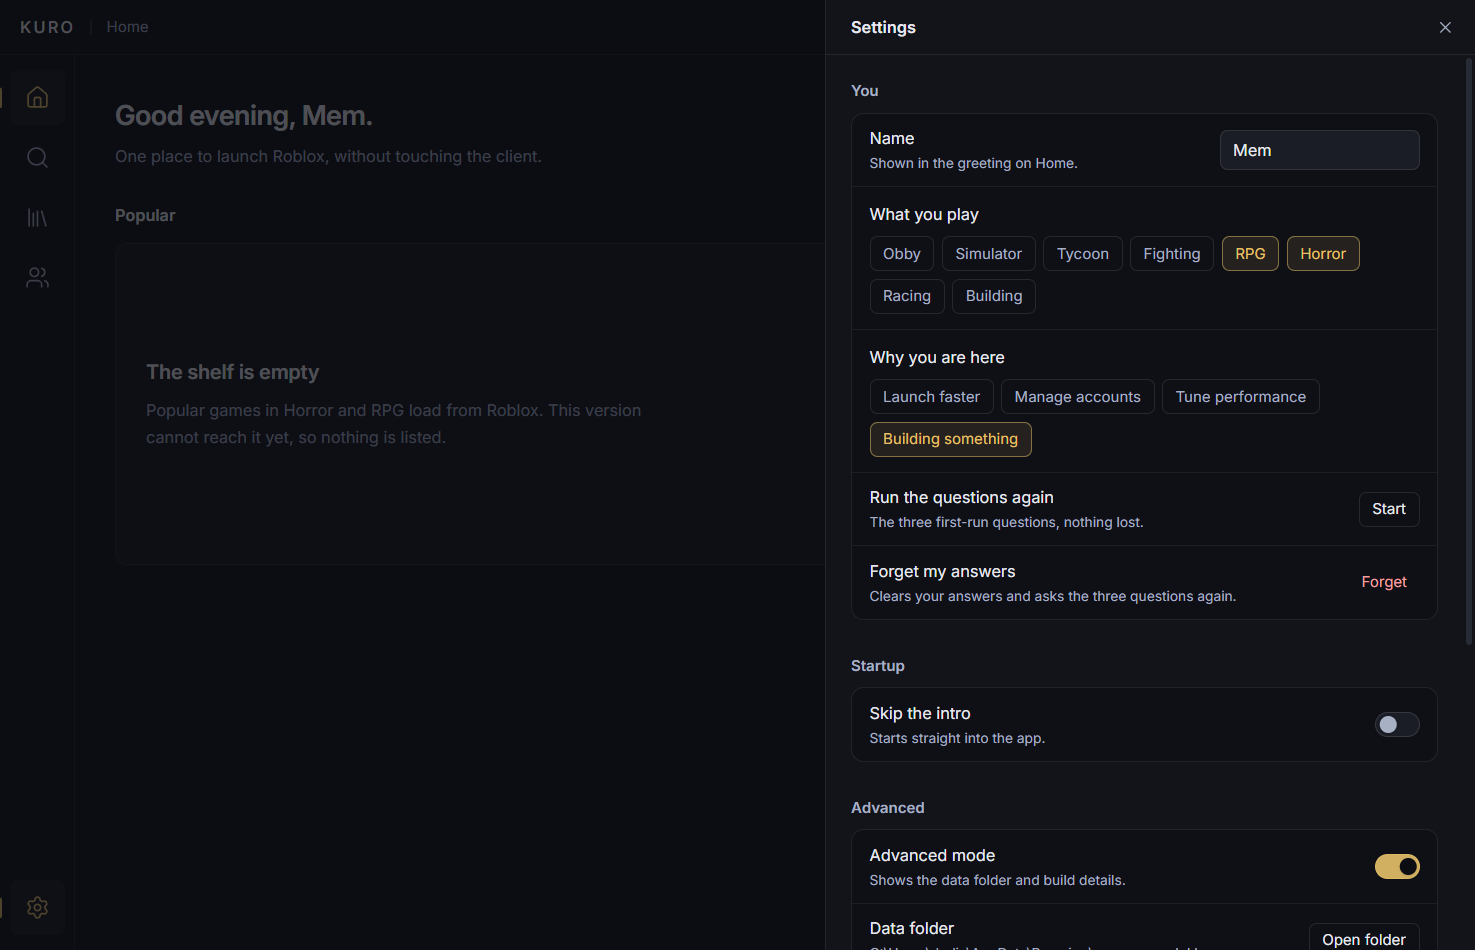 KURO
Home
Good evening, Mem.
One place to launch Roblox, without touching the client.
Popular
The shelf is empty
Popular games in Horror and RPG load from Roblox. This version
cannot reach it yet, so nothing is listed.
Settings
You
Name
Shown in the greeting on Home.
Mem
What you play
Obby Simulator Tycoon Fighting RPG Horror
Racing Building
Why you are here
Launch faster Manage accounts Tune performance
Building something
Run the questions again
The three first-run questions, nothing lost.
Start
Forget my answers
Clears your answers and asks the three questions again.
Forget
Startup
Skip the intro
Starts straight into the app.
Advanced
Advanced mode
Shows the data folder and build details.
Data folder
Open folder